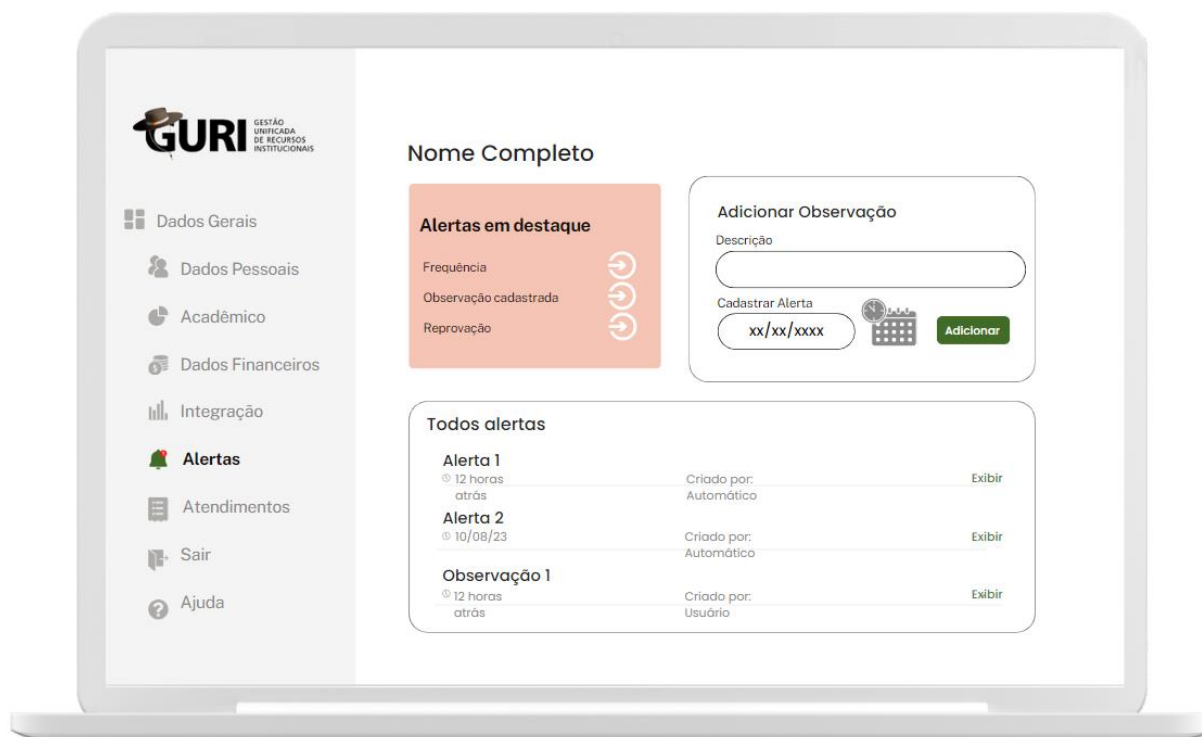 GURI
GESTÃO
UNIFICADA
DE RECURSOS
INSTITUCIONAIS
Dados Gerais
Dados Pessoais
Acadêmico
Dados Financeiros
Integração
Alertas
Atendimentos
Sair
Ajuda
Nome Completo
Alertas em destaque
Frequência
Observação cadastrada
Reprovação
Adicionar Observação
Descrição
Cadastrar Alerta
xx/xx/xxxx
Adicionar
Todos alertas
Alerta 1
12 horas
atrás
Criado por:
Automático
Exibir
Alerta 2
10/08/23
Criado por:
Automático
Exibir
Observação 1
12 horas
atrás
Criado por:
Usuário
Exibir